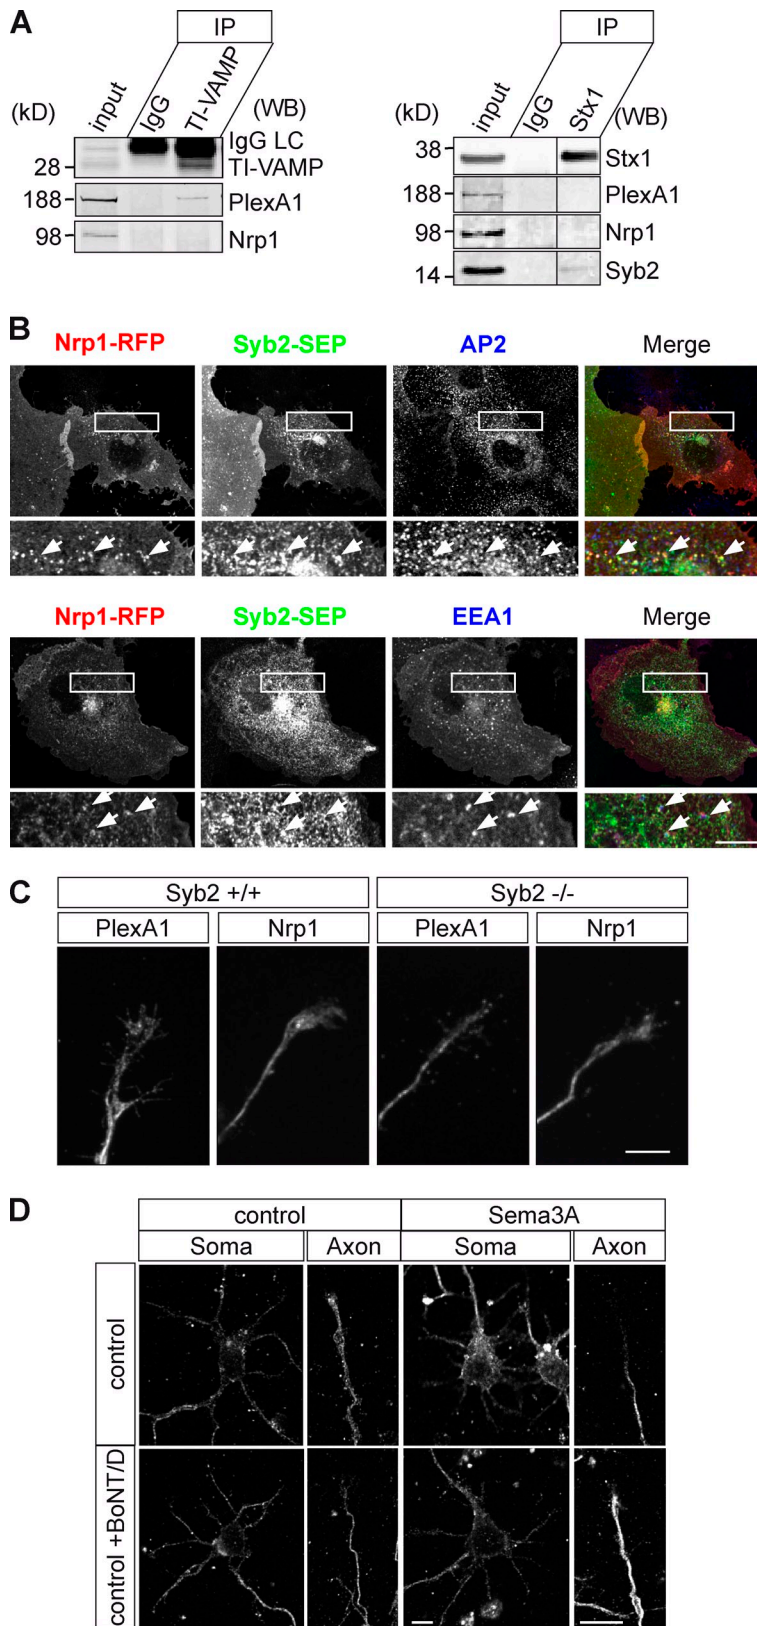 A
IP
IP
(kD) input IgG TI-VAMP (WB)
(kD) input IgG Stx1 (WB)
IgG LC
28 TI-VAMP
188 PlexA1
98 Nrp1
38 Stx1
188 PlexA1
98 Nrp1
14 Syb2
B
Nrp1-RFP Syb2-SEP AP2 Merge
Nrp1-RFP Syb2-SEP EEA1 Merge
C
Syb2 +/+ Syb2 -/-
PlexA1 Nrp1 PlexA1 Nrp1
D
control Sema3A
Soma Axon Soma Axon
control
control +BoNT/D